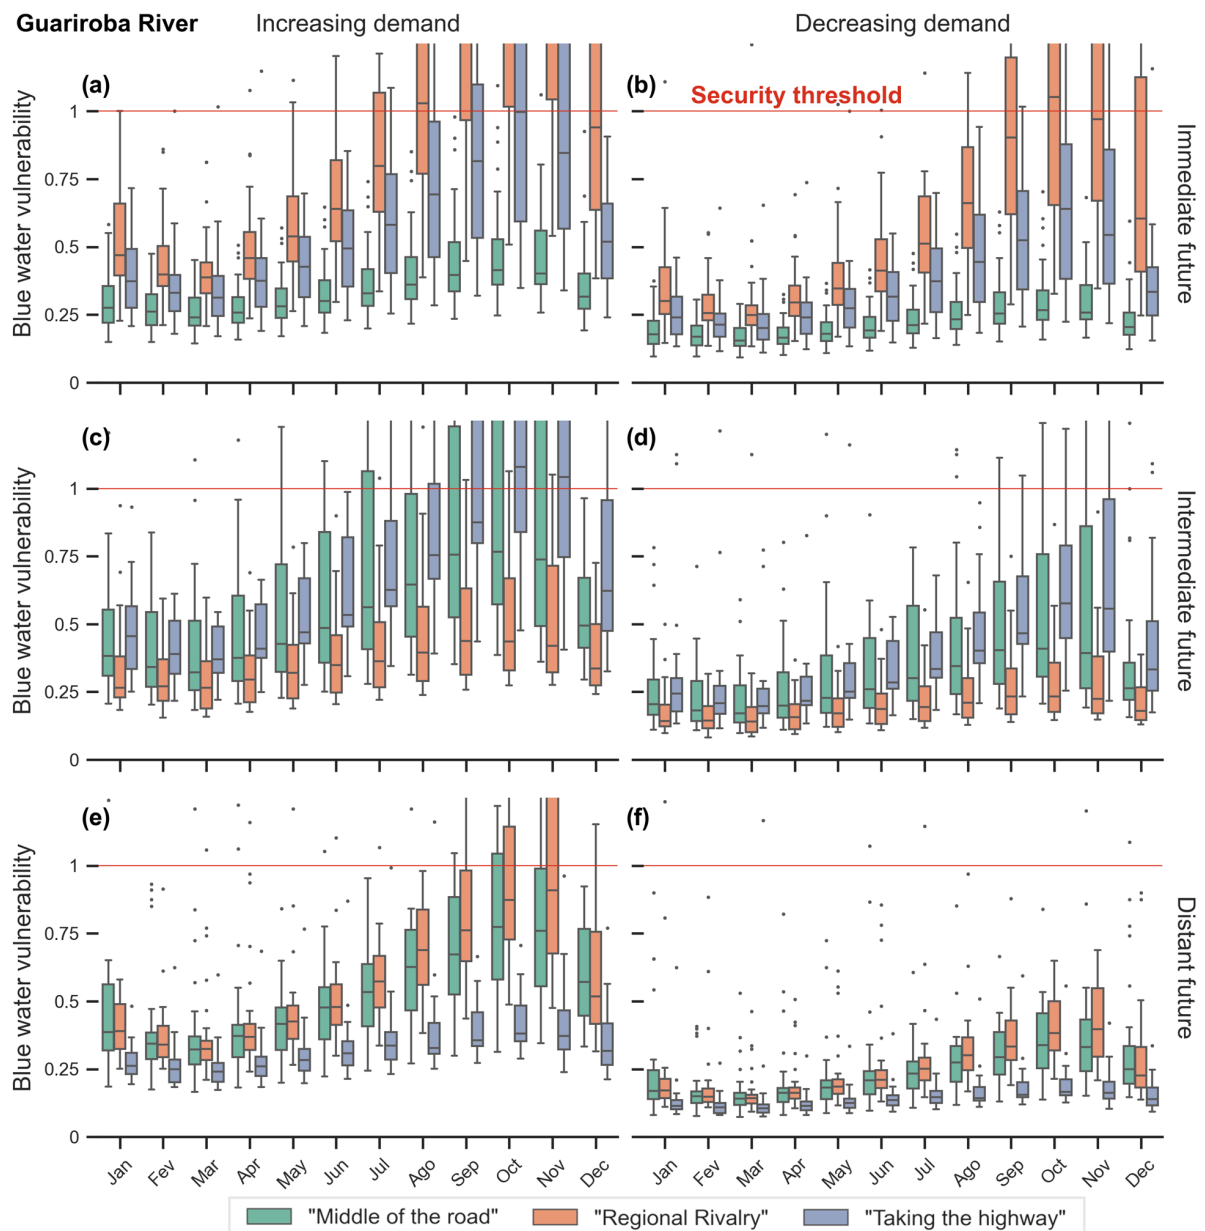 Guariroba River
Increasing demand
Decreasing demand
(a)
(b)
Security threshold
Blue water vulnerability
1
0.75
0.5
0.25
0
Immediate future
(c)
(d)
Blue water vulnerability
1
0.75
0.5
0.25
0
Intermediate future
(e)
(f)
Blue water vulnerability
1
0.75
0.5
0.25
0
Distant future
Jan Fev Mar Apr May Jun Jul Ago Sep Oct Nov Dec
Jan Fev Mar Apr May Jun Jul Ago Sep Oct Nov Dec
"Middle of the road" "Regional Rivalry" "Taking the highway"